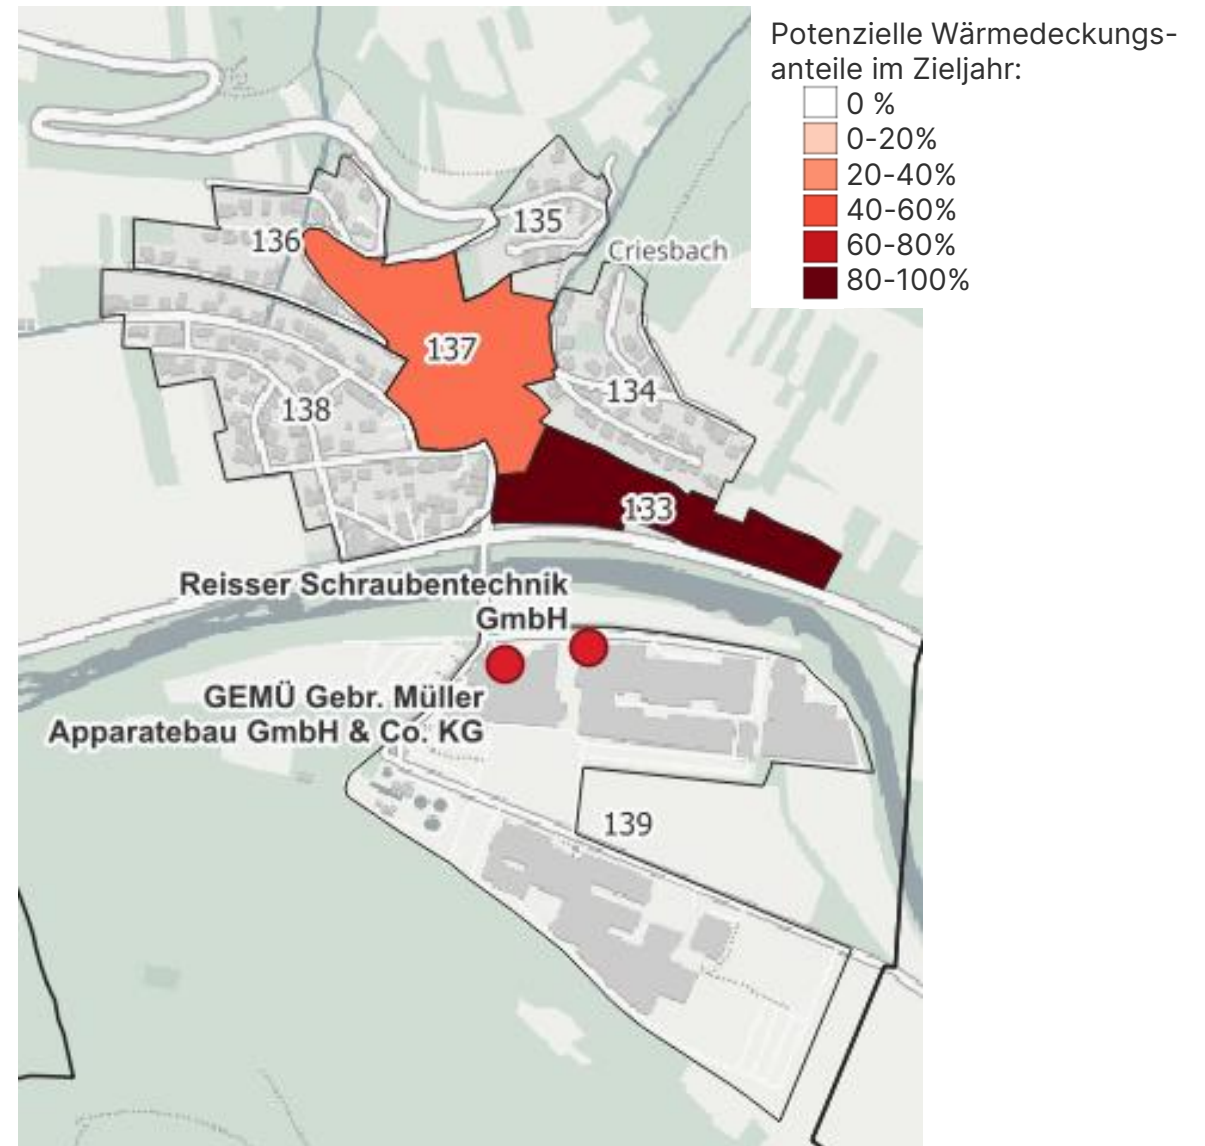 Potenzielle Wärmedeckungs-
anteile im Zieljahr:
0 %
0-20%
20-40%
40-60%
60-80%
80-100%
135
136
Criesbach
137
134
138
133
Reisser Schraubentechnik
GmbH
GEMÜ Gebr. Müller
Apparatebau GmbH & Co. KG
139